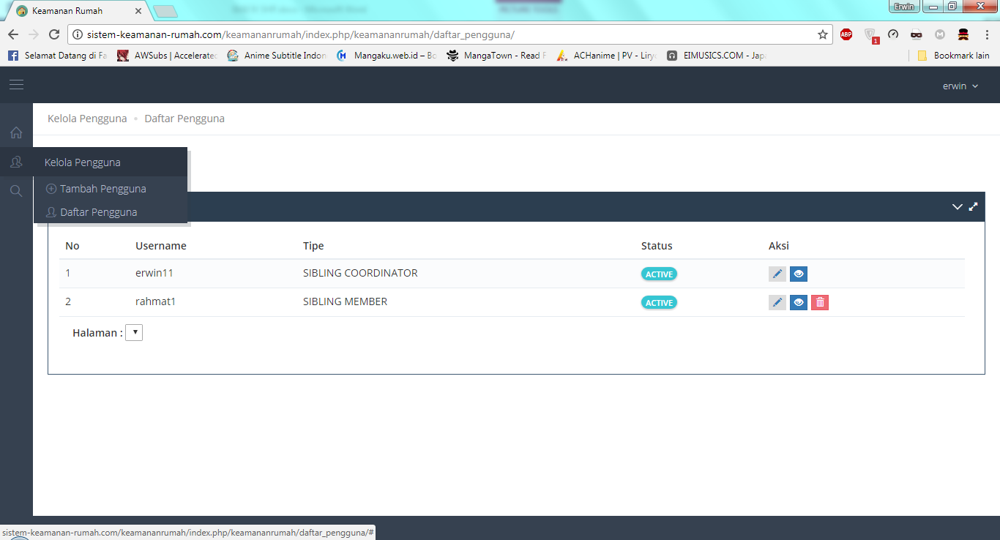 Keamanan Rumah
Erwin
sistem-keamanan-rumah.com/keamananrumah/index.php/keamananrumah/daftar_pengguna/
ABP
1
Selamat Datang di Fa
AWSubs | Accelerated
Anime Subtitle Indon
Mangaku.web.id – Bo
MangaTown - Read F
ACHanime | PV - Liry
EIMUSICS.COM - Jap
Bookmark lain
erwin
Kelola Pengguna • Daftar Pengguna
Kelola Pengguna
Tambah Pengguna
Daftar Pengguna
No Username Tipe Status Aksi
1 erwin11 SIBLING COORDINATOR ACTIVE
2 rahmat1 SIBLING MEMBER ACTIVE
Halaman :
sistem-keamanan-rumah.com/keamananrumah/index.php/keamananrumah/daftar_pengguna/#